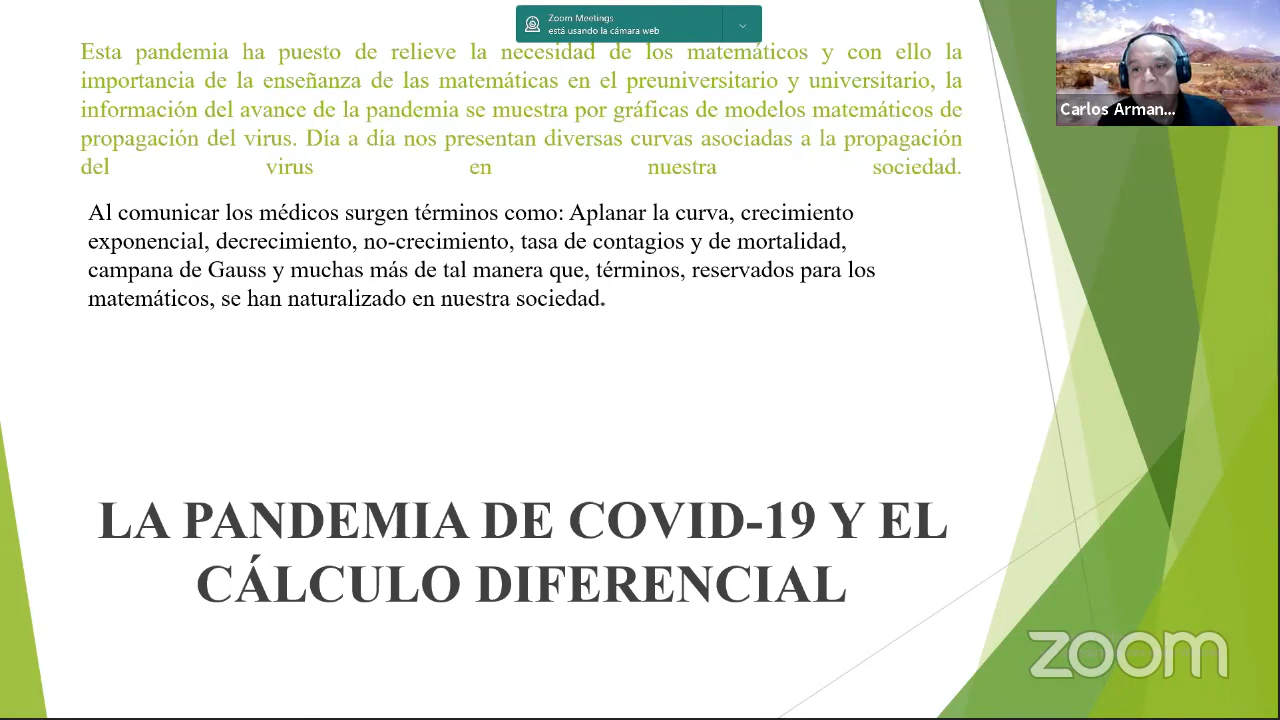 Zoom Meetings
está usando la cámara web
Esta pandemia ha puesto de relieve la necesidad de los matemáticos y con ello la
importancia de la enseñanza de las matemáticas en el preuniversitario y universitario, la
información del avance de la pandemia se muestra por gráficas de modelos matemáticos de
propagación del virus. Día a día nos presentan diversas curvas asociadas a la propagación
del virus en nuestra sociedad.
Carlos Arman...
Al comunicar los médicos surgen términos como: Aplanar la curva, crecimiento
exponencial, decrecimiento, no-crecimiento, tasa de contagios y de mortalidad,
campana de Gauss y muchas más de tal manera que, términos, reservados para los
matemáticos, se han naturalizado en nuestra sociedad.
LA PANDEMIA DE COVID-19 Y EL
CÁLCULO DIFERENCIAL
zoom